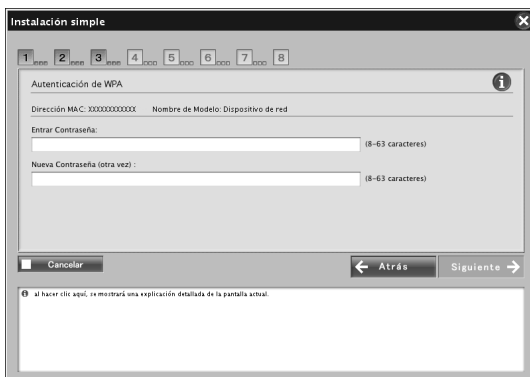 Instalación simple
1 2 3 4 5 6 7 8
Autenticación de WPA
Dirección MAC: XXXXXXXXXXXX Nombre de Modelo: Dispositivo de red
Entrar Contraseña:
(8-63 caracteres)
Nueva Contraseña (otra vez) :
(8-63 caracteres)
Cancelar
Atrás
Siguiente
al hacer clic aquí, se mostrará una explicación detallada de la pantalla actual.